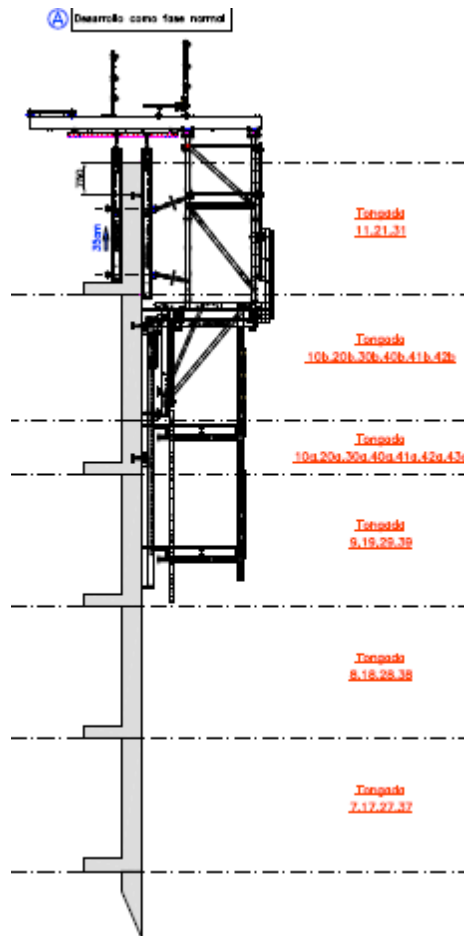 A Desarrollo como fase normal
700
35cm
Tongada
11,21,31
Tongada
10b,20b,30b,40b,41b,42b
Tongada
10a,20a,30a,40a,41a,42a,43a
Tongada
9,19,29,39
Tongada
8,18,28,38
Tongada
7,17,27,37